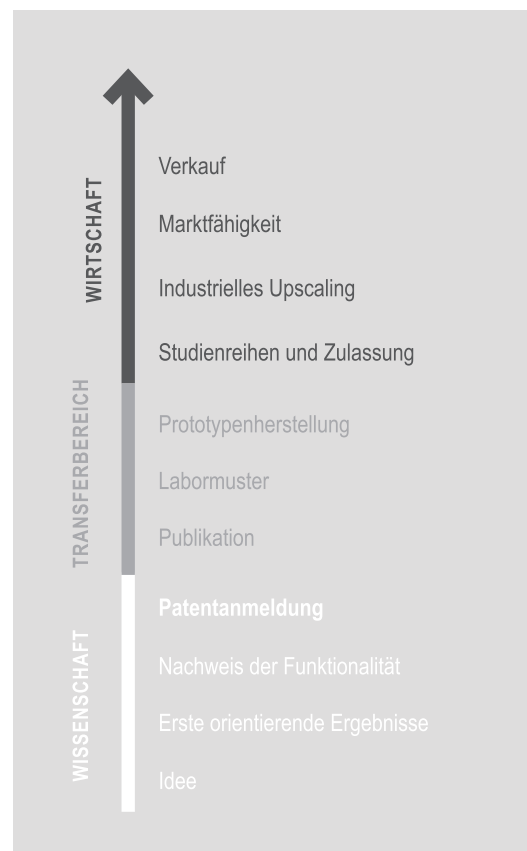 WIRTSCHAFT
Verkauf
Marktfähigkeit
Industrielles Upscaling
Studienreihen und Zulassung
TRANSFERBEREICH
Prototypenherstellung
Labormuster
Publikation
WISSENSCHAFT
Patentanmeldung
Nachweis der Funktionalität
Erste orientierende Ergebnisse
Idee